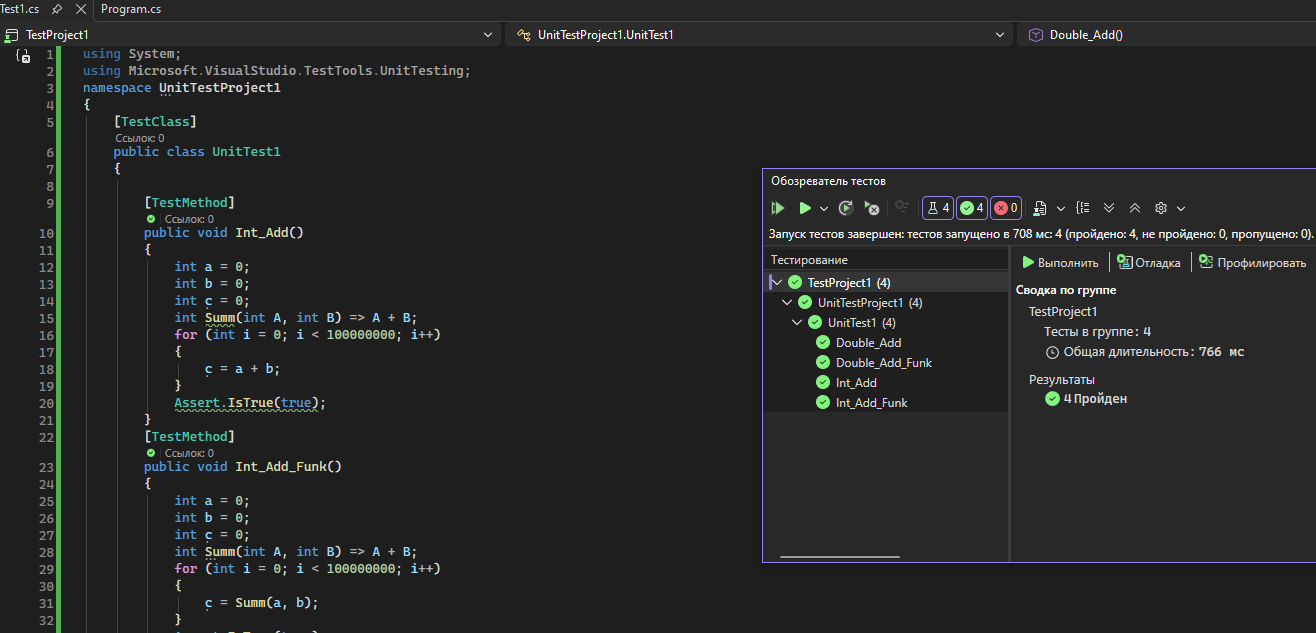 Test1.cs
Program.cs
TestProject1
UnitTestProject1.UnitTest1
Double_Add()
1 using System;
2 using Microsoft.VisualStudio.TestTools.UnitTesting;
3 namespace UnitTestProject1
4 {
5 [TestClass]
Ссылок: 0
6 public class UnitTest1
7 {
8
9 [TestMethod]
Ссылок: 0
10 public void Int_Add()
11 {
12 int a = 0;
13 int b = 0;
14 int c = 0;
15 int Summ(int A, int B) => A + B;
16 for (int i = 0; i < 100000000; i++)
17 {
18 c = a + b;
19 }
20 Assert.IsTrue(true);
21 }
22 [TestMethod]
Ссылок: 0
23 public void Int_Add_Funk()
24 {
25 int a = 0;
26 int b = 0;
27 int c = 0;
28 int Summ(int A, int B) => A + B;
29 for (int i = 0; i < 100000000; i++)
30 {
31 c = Summ(a, b);
32 }
Обозреватель тестов
4 4 0
Запуск тестов завершен: тестов запущено в 708 мс: 4 (пройдено: 4, не пройдено: 0, пропущено: 0).
Тестирование
TestProject1 (4)
UnitTestProject1 (4)
UnitTest1 (4)
Double_Add
Double_Add_Funk
Int_Add
Int_Add_Funk
Выполнить Отладка Профилировать
Сводка по группе
TestProject1
Тесты в группе: 4
Общая длительность: 766 мс
Результаты
4 Пройден